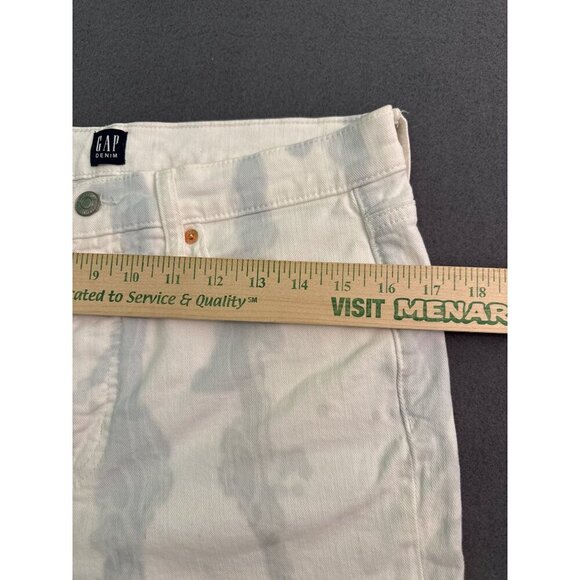 GAP
DENIM
9 10 11 12 13 14 15 16 17 18
cated to Service & Quality℠ VISIT MENAR